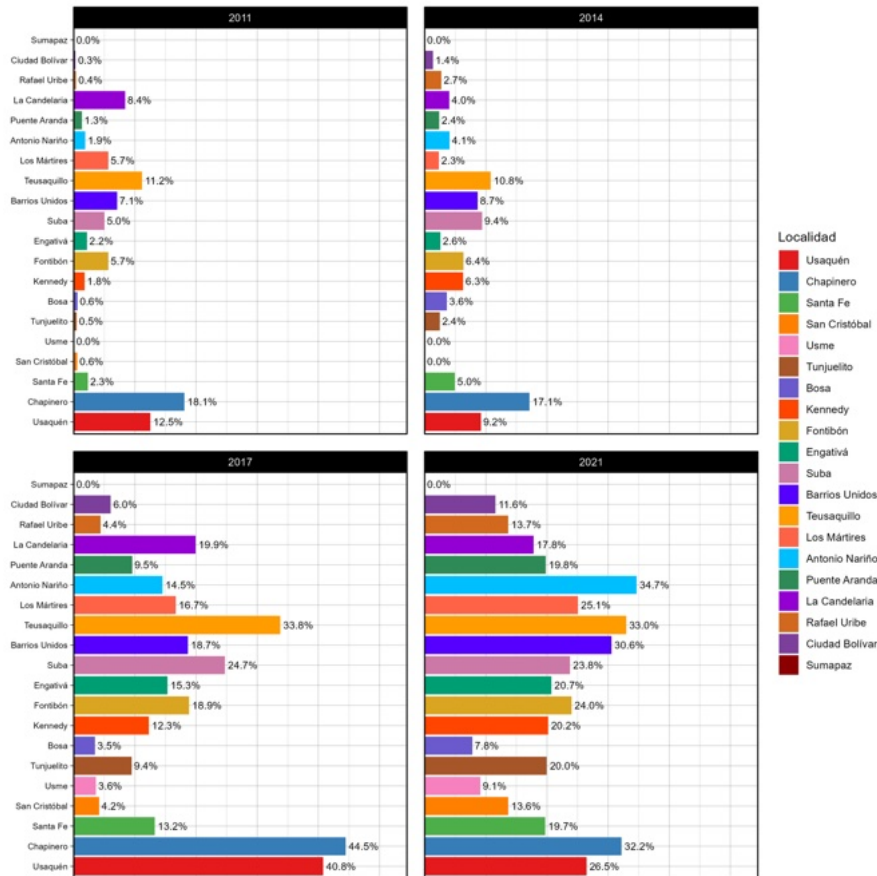 2011
Sumapaz 0.0%
Ciudad Bolívar 0.3%
Rafael Uribe 0.4%
La Candelaria 8.4%
Puente Aranda 1.3%
Antonio Nariño 1.9%
Los Mártires 5.7%
Teusaquillo 11.2%
Barrios Unidos 7.1%
Suba 5.0%
Engativá 2.2%
Fontibón 5.7%
Kennedy 1.8%
Bosa 0.6%
Tunjuelito 0.5%
Usme 0.0%
San Cristóbal 0.6%
Santa Fe 2.3%
Chapinero 18.1%
Usaquén 12.5%
2014
0.0%
1.4%
2.7%
4.0%
2.4%
4.1%
2.3%
10.8%
8.7%
9.4%
2.6%
6.4%
6.3%
3.6%
2.4%
0.0%
0.0%
5.0%
17.1%
9.2%
2017
Sumapaz 0.0%
Ciudad Bolívar 6.0%
Rafael Uribe 4.4%
La Candelaria 19.9%
Puente Aranda 9.5%
Antonio Nariño 14.5%
Los Mártires 16.7%
Teusaquillo 33.8%
Barrios Unidos 18.7%
Suba 24.7%
Engativá 15.3%
Fontibón 18.9%
Kennedy 12.3%
Bosa 3.5%
Tunjuelito 9.4%
Usme 3.6%
San Cristóbal 4.2%
Santa Fe 13.2%
Chapinero 44.5%
Usaquén 40.8%
2021
0.0%
11.6%
13.7%
17.8%
19.8%
34.7%
25.1%
33.0%
30.6%
23.8%
20.7%
24.0%
20.2%
7.8%
20.0%
9.1%
13.6%
19.7%
32.2%
26.5%
Localidad
Usaquén
Chapinero
Santa Fe
San Cristóbal
Usme
Tunjuelito
Bosa
Kennedy
Fontibón
Engativá
Suba
Barrios Unidos
Teusaquillo
Los Mártires
Antonio Nariño
Puente Aranda
La Candelaria
Rafael Uribe
Ciudad Bolívar
Sumapaz